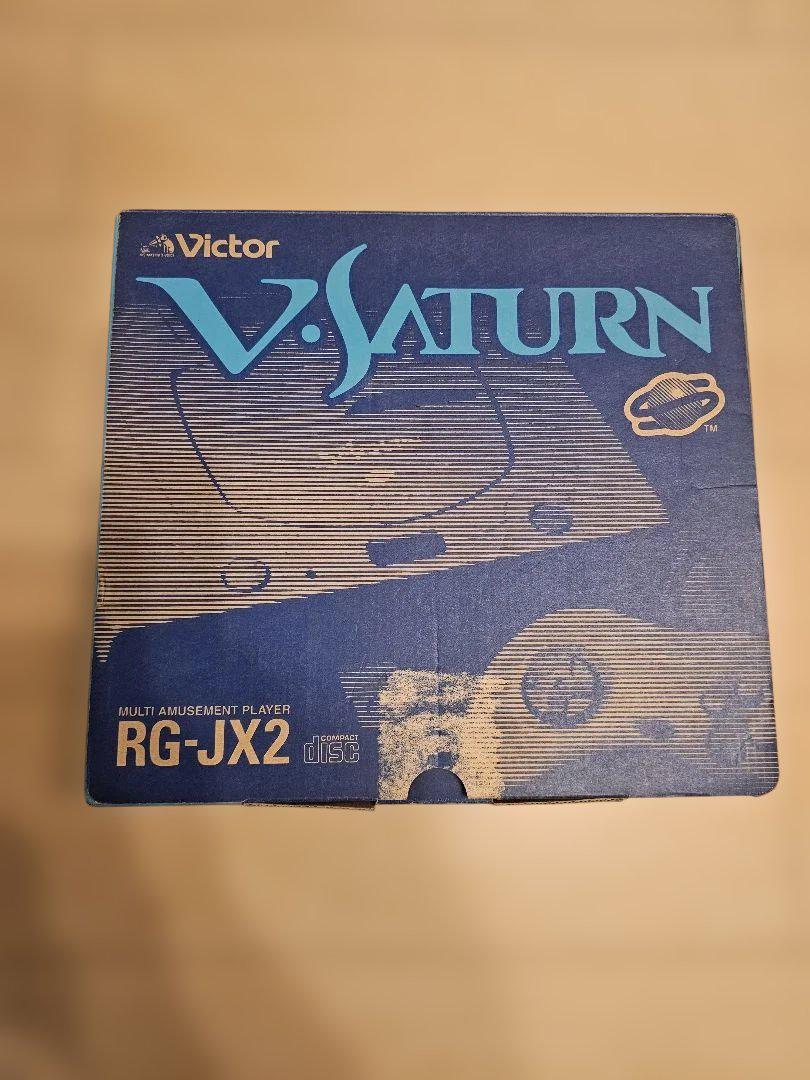 Victor
V·SATURN
TM
MULTI AMUSEMENT PLAYER
RG-JX2
COMPACT
disc